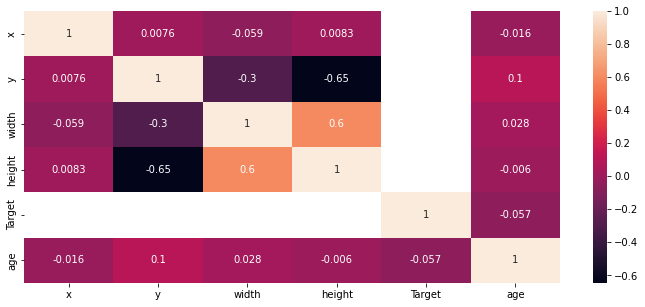 x 1 0.0076 -0.059 0.0083 -0.016
y 0.0076 1 -0.3 -0.65 0.1
width -0.059 -0.3 1 0.6 0.028
height 0.0083 -0.65 0.6 1 -0.006
Target 1 -0.057
age -0.016 0.1 0.028 -0.006 -0.057 1
x y width height Target age
1.0
0.8
0.6
0.4
0.2
0.0
−0.2
−0.4
−0.6